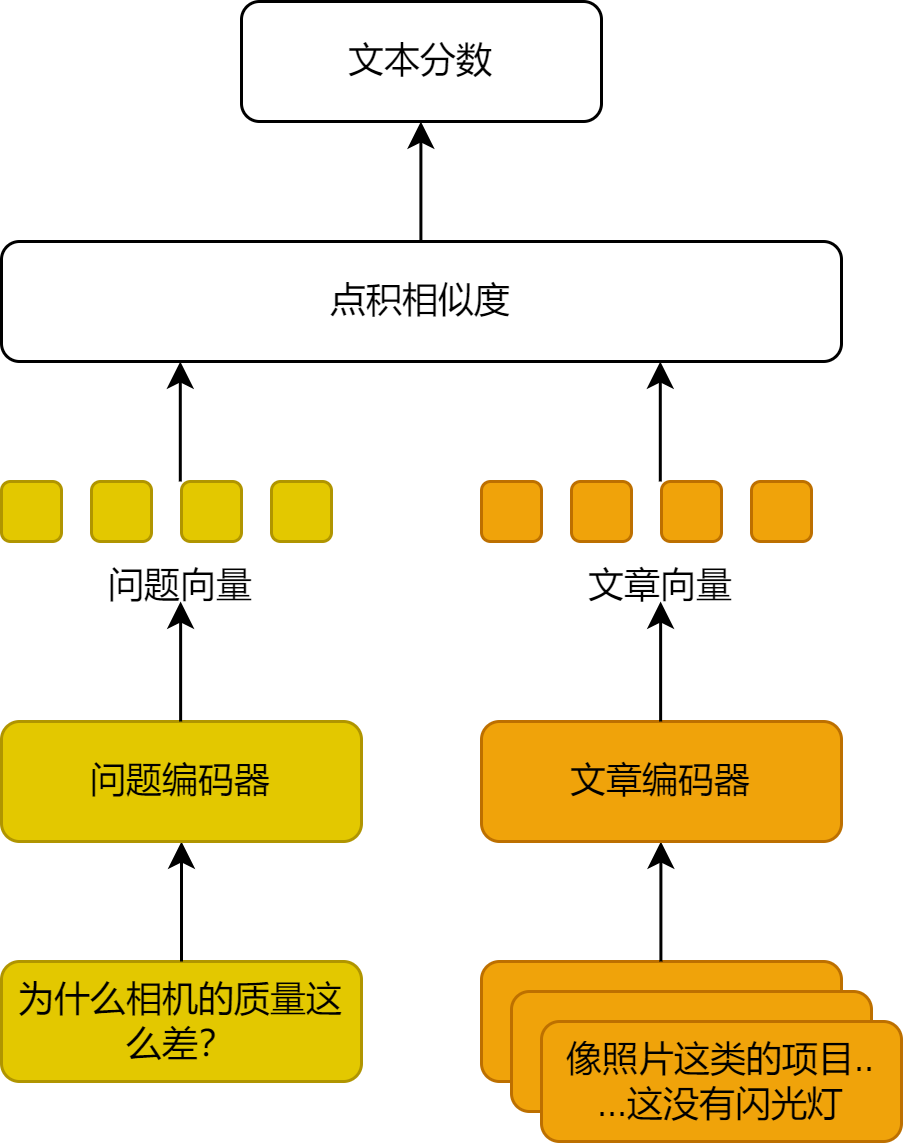 文本分数
点积相似度
问题向量
文章向量
问题编码器
文章编码器
为什么相机的质量这
么差?
像照片这类的项目..
...这没有闪光灯